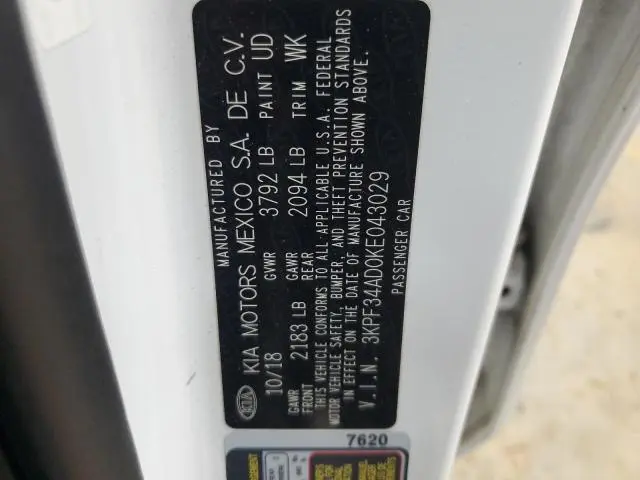 MANUFACTURED BY
KIA KIA MOTORS MEXICO S.A. DE C.V.
10/18 GVWR 3792 LB PAINT UD
GAWR FRONT 2183 LB GAWR REAR 2094 LB TRIM WK
THIS VEHICLE CONFORMS TO ALL APPLICABLE U.S.A. FEDERAL
MOTOR VEHICLE SAFETY, BUMPER, AND THEFT PREVENTION STANDARDS
IN EFFECT ON THE DATE OF MANUFACTURE SHOWN ABOVE.
V.I.N. 3KPF34AD0KE043029
PASSENGER CAR
7620